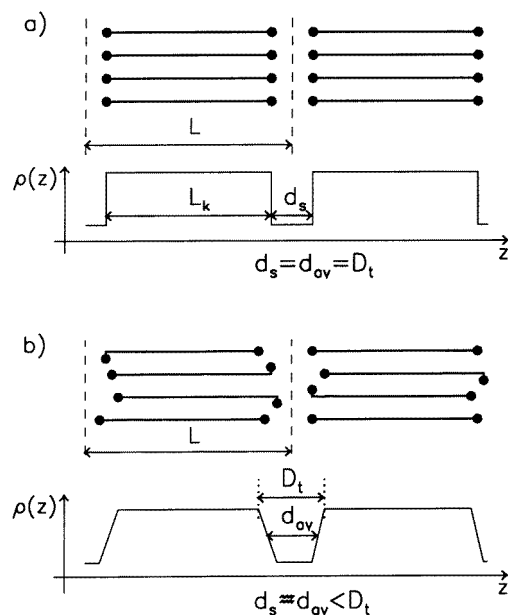 a)
L
ρ(z)
L_k
d_s
z
d_s=d_av=D_t
b)
L
D_t
ρ(z)
d_av
z
d_s≈d_av<D_t